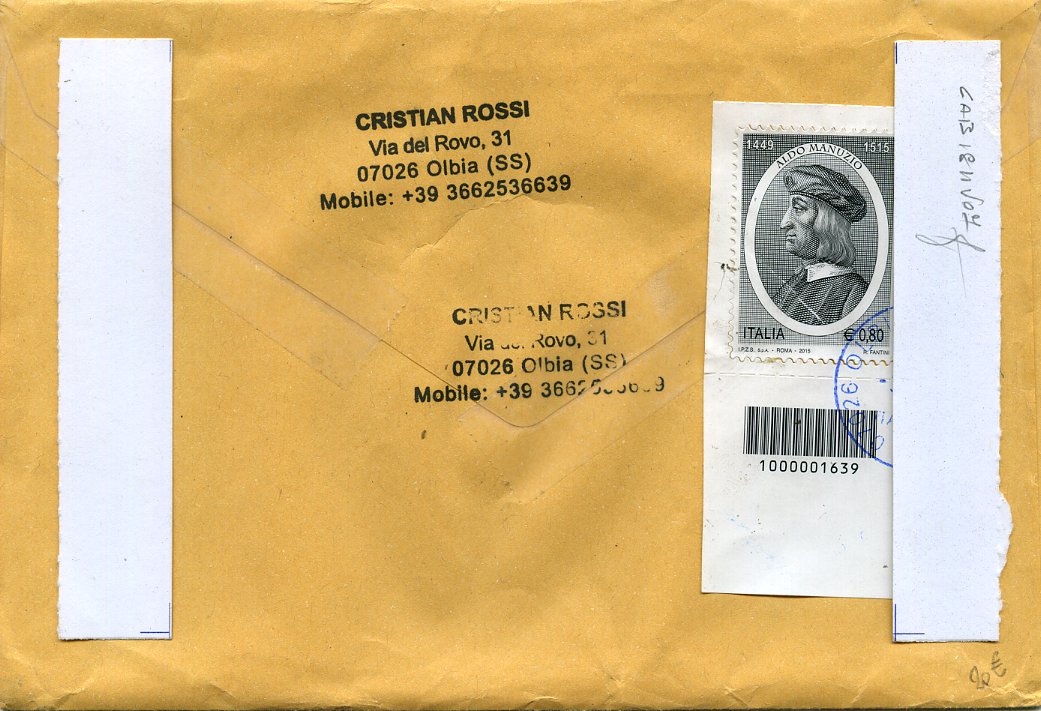 CRISTIAN ROSSI
Via del Rovo, 31
07026 Olbia (SS)
Mobile: +39 3662536639
CRISTIAN ROSSI
Via Rovo, 31
07026 Olbia (SS)
Mobile: +39
1449 1515
ALDO MANUZIO
ITALIA € 0,80
I.P.Z.S. S.p.A. - ROMA - 2015 R. FANTINI
1000001639